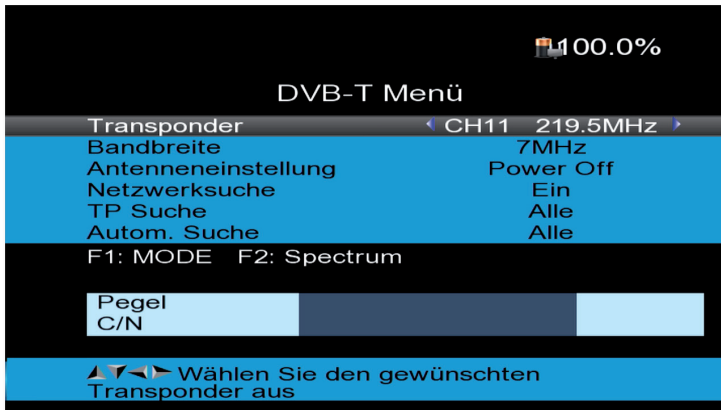 100.0%
DVB-T Menü
Transponder CH11 219.5MHz
Bandbreite 7MHz
Antenneneinstellung Power Off
Netzwerksuche Ein
TP Suche Alle
Autom. Suche Alle
F1: MODE F2: Spectrum
Pegel
C/N
Wählen Sie den gewünschten
Transponder aus